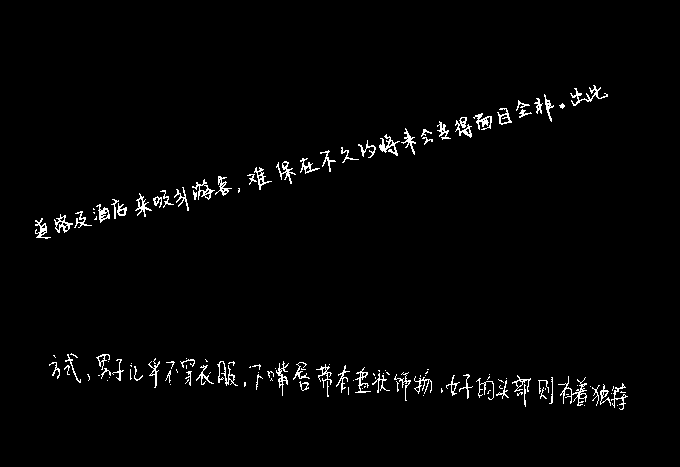 道路及酒店来吸引游客,难保在不久的将来会变得面目全非。出此
方式、男子几乎不穿衣服,下嘴唇带有盘状饰物,女子的头部则有着独特